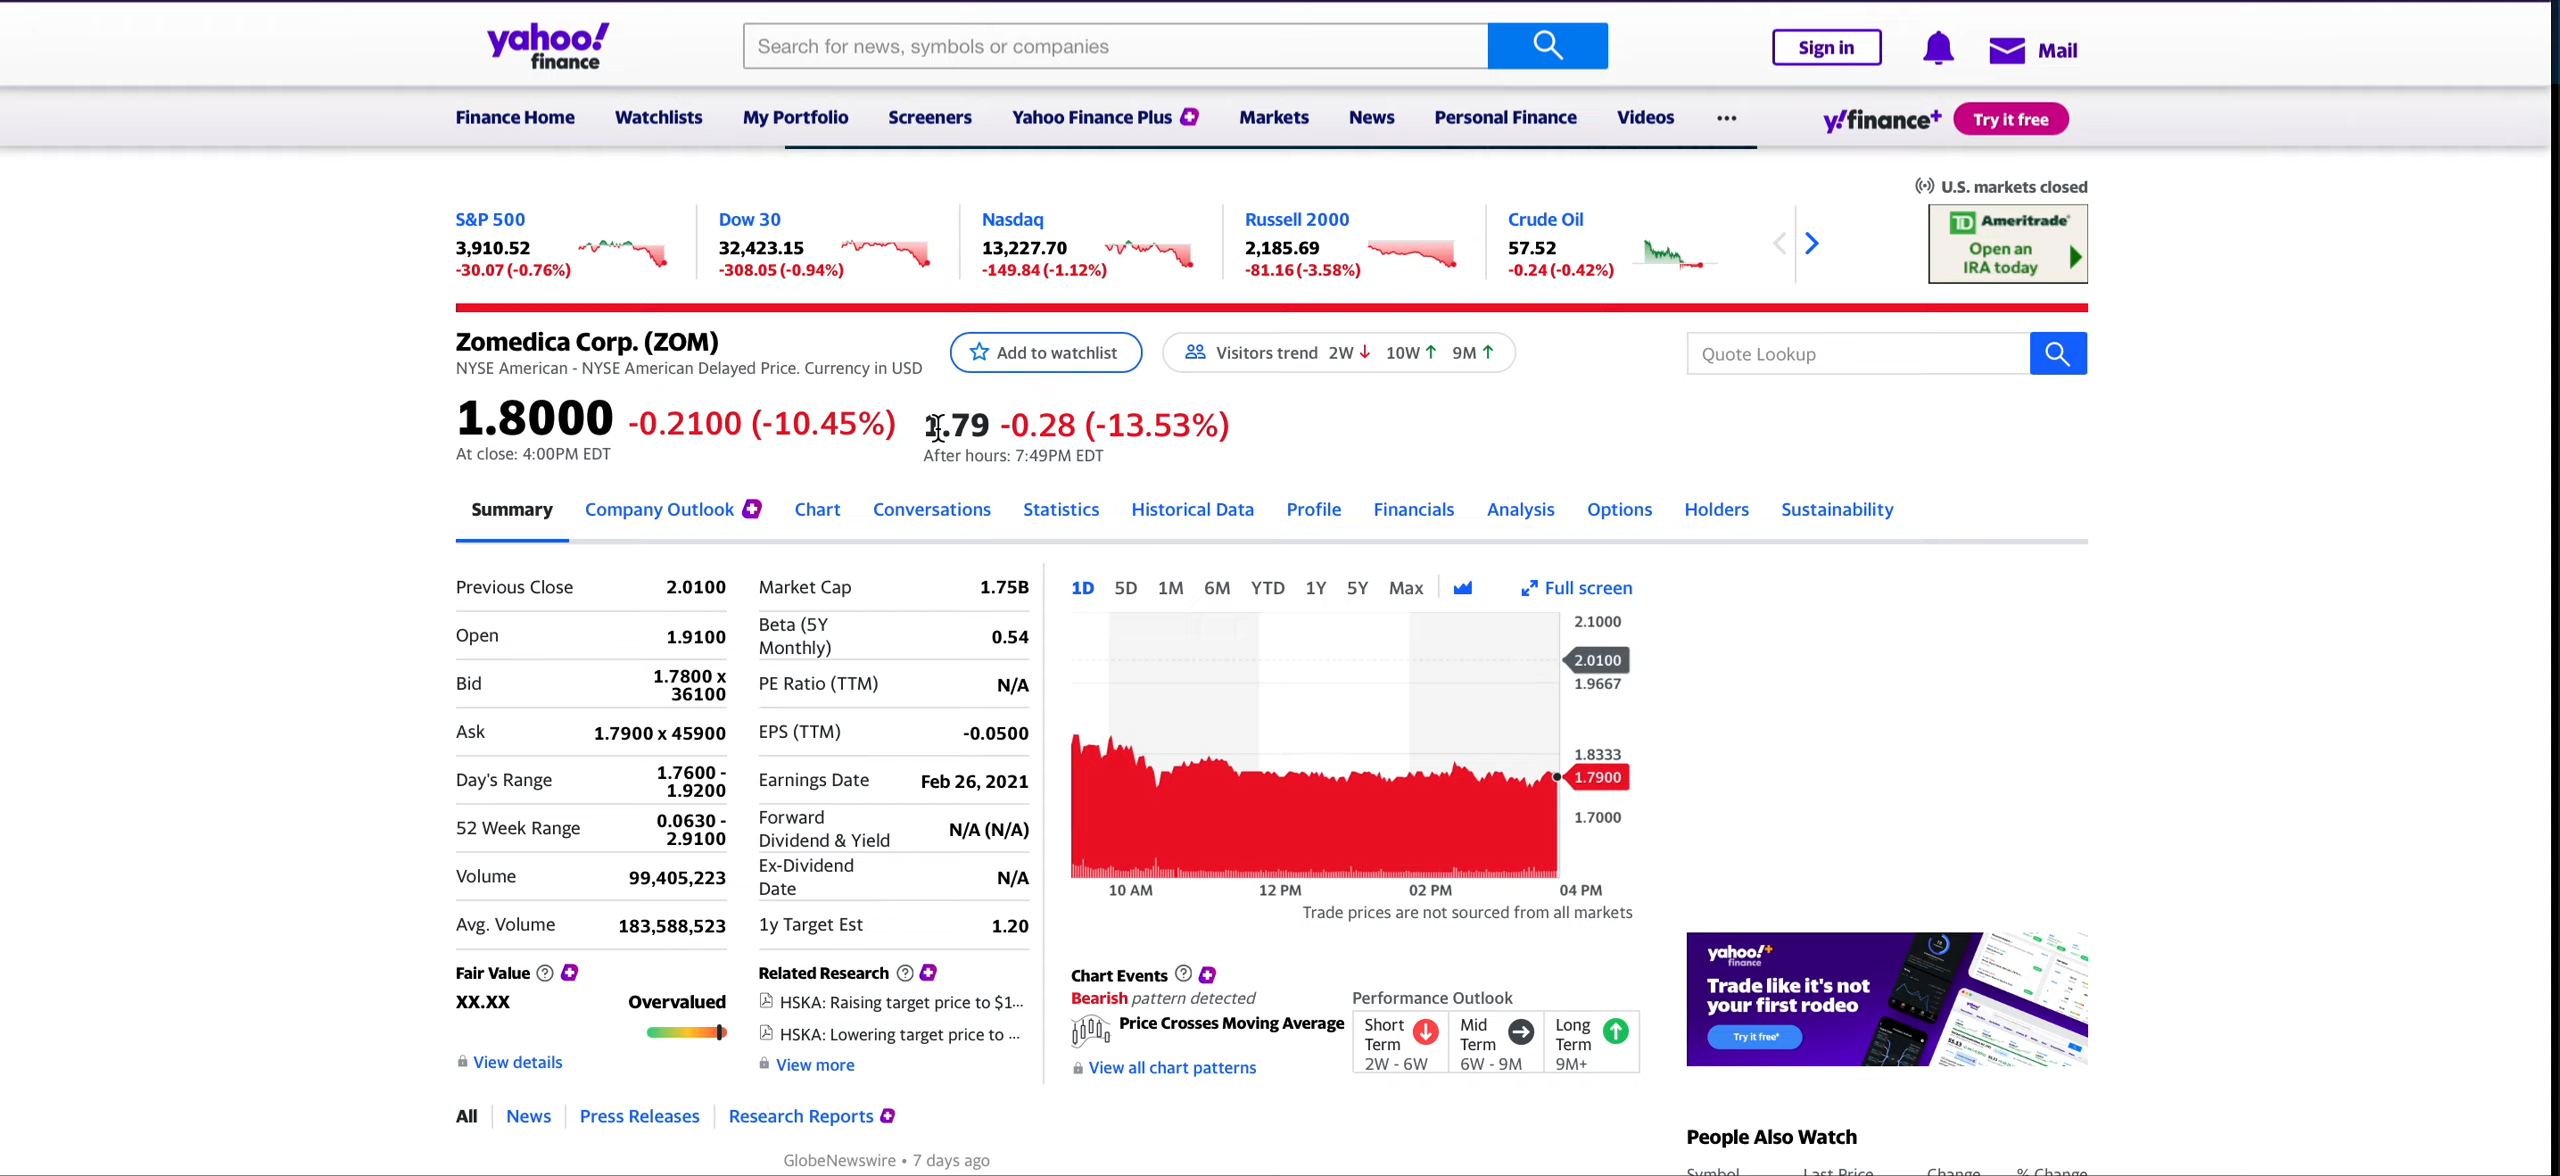 yahoo!
finance
Search for news, symbols or companies
Sign in
Mail
Finance Home Watchlists My Portfolio Screeners Yahoo Finance Plus Markets News Personal Finance Videos ...
y!finance+ Try it free
U.S. markets closed
S&P 500
3,910.52
-30.07 (-0.76%)
Dow 30
32,423.15
-308.05 (-0.94%)
Nasdaq
13,227.70
-149.84 (-1.12%)
Russell 2000
2,185.69
-81.16 (-3.58%)
Crude Oil
57.52
-0.24 (-0.42%)
TD Ameritrade
Open an
IRA today
Zomedica Corp. (ZOM)
NYSE American - NYSE American Delayed Price. Currency in USD
Add to watchlist
Visitors trend 2W ↓ 10W ↑ 9M ↑
Quote Lookup
1.8000 -0.2100 (-10.45%)
At close: 4:00PM EDT
1.79 -0.28 (-13.53%)
After hours: 7:49PM EDT
Summary Company Outlook Chart Conversations Statistics Historical Data Profile Financials Analysis Options Holders Sustainability
Previous Close 2.0100
Open 1.9100
Bid 1.7800 x
36100
Ask 1.7900 x 45900
Day's Range 1.7600 -
1.9200
52 Week Range 0.0630 -
2.9100
Volume 99,405,223
Avg. Volume 183,588,523
Market Cap 1.75B
Beta (5Y
Monthly) 0.54
PE Ratio (TTM) N/A
EPS (TTM) -0.0500
Earnings Date Feb 26, 2021
Forward
Dividend & Yield N/A (N/A)
Ex-Dividend
Date N/A
1y Target Est 1.20
1D 5D 1M 6M YTD 1Y 5Y Max Full screen
2.1000
2.0100
1.9667
1.8333
1.7900
1.7000
10 AM 12 PM 02 PM 04 PM
Trade prices are not sourced from all markets
Fair Value
XX.XX Overvalued
View details
Related Research
HSKA: Raising target price to $1...
HSKA: Lowering target price to ...
View more
Chart Events
Bearish pattern detected
Price Crosses Moving Average
View all chart patterns
Performance Outlook
Short
Term
2W - 6W
Mid
Term
6W - 9M
Long
Term
9M+
yahoo!+
finance
Trade like it's not
your first rodeo
Try it free*
All News Press Releases Research Reports
GlobeNewswire • 7 days ago
People Also Watch
Symbol Last Price Change % Change